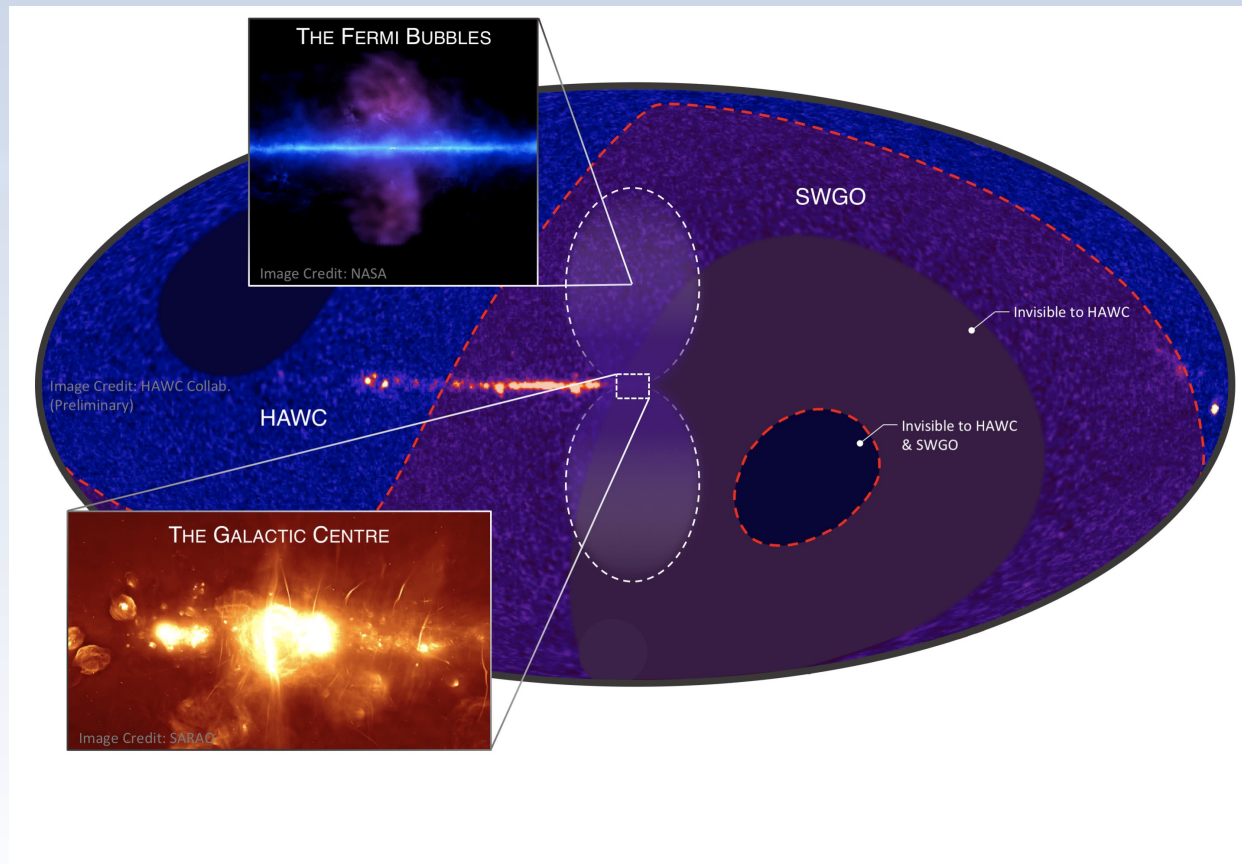 THE FERMI BUBBLES
Image Credit: NASA
SWGO
Invisible to HAWC
Image Credit: HAWC Collab.
(Preliminary)
HAWC
Invisible to HAWC
& SWGO
THE GALACTIC CENTRE
Image Credit: SARAO